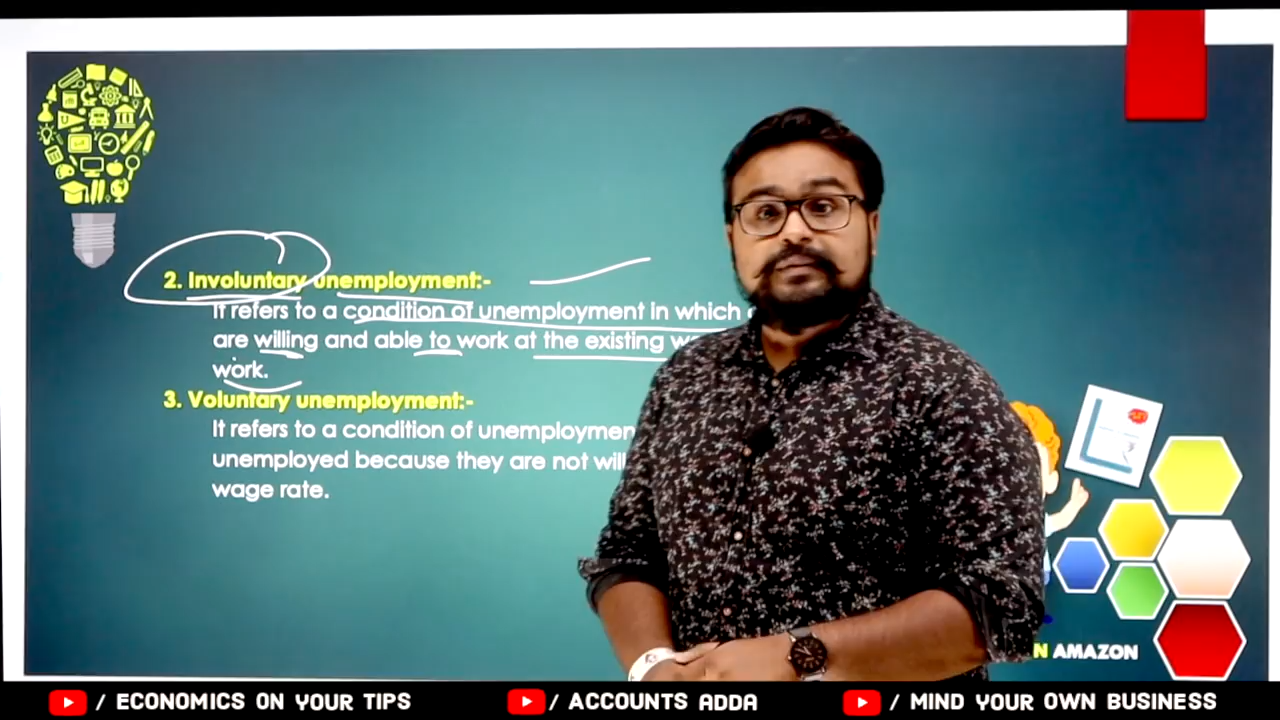 2. Involuntary unemployment:-
It refers to a condition of unemployment in which
are willing and able to work at the existing
work.
3. Voluntary unemployment:-
It refers to a condition of
unemployed because they are not
wage rate.
N AMAZON
/ ECONOMICS ON YOUR TIPS
/ ACCOUNTS ADDA
/ MIND YOUR OWN BUSINESS